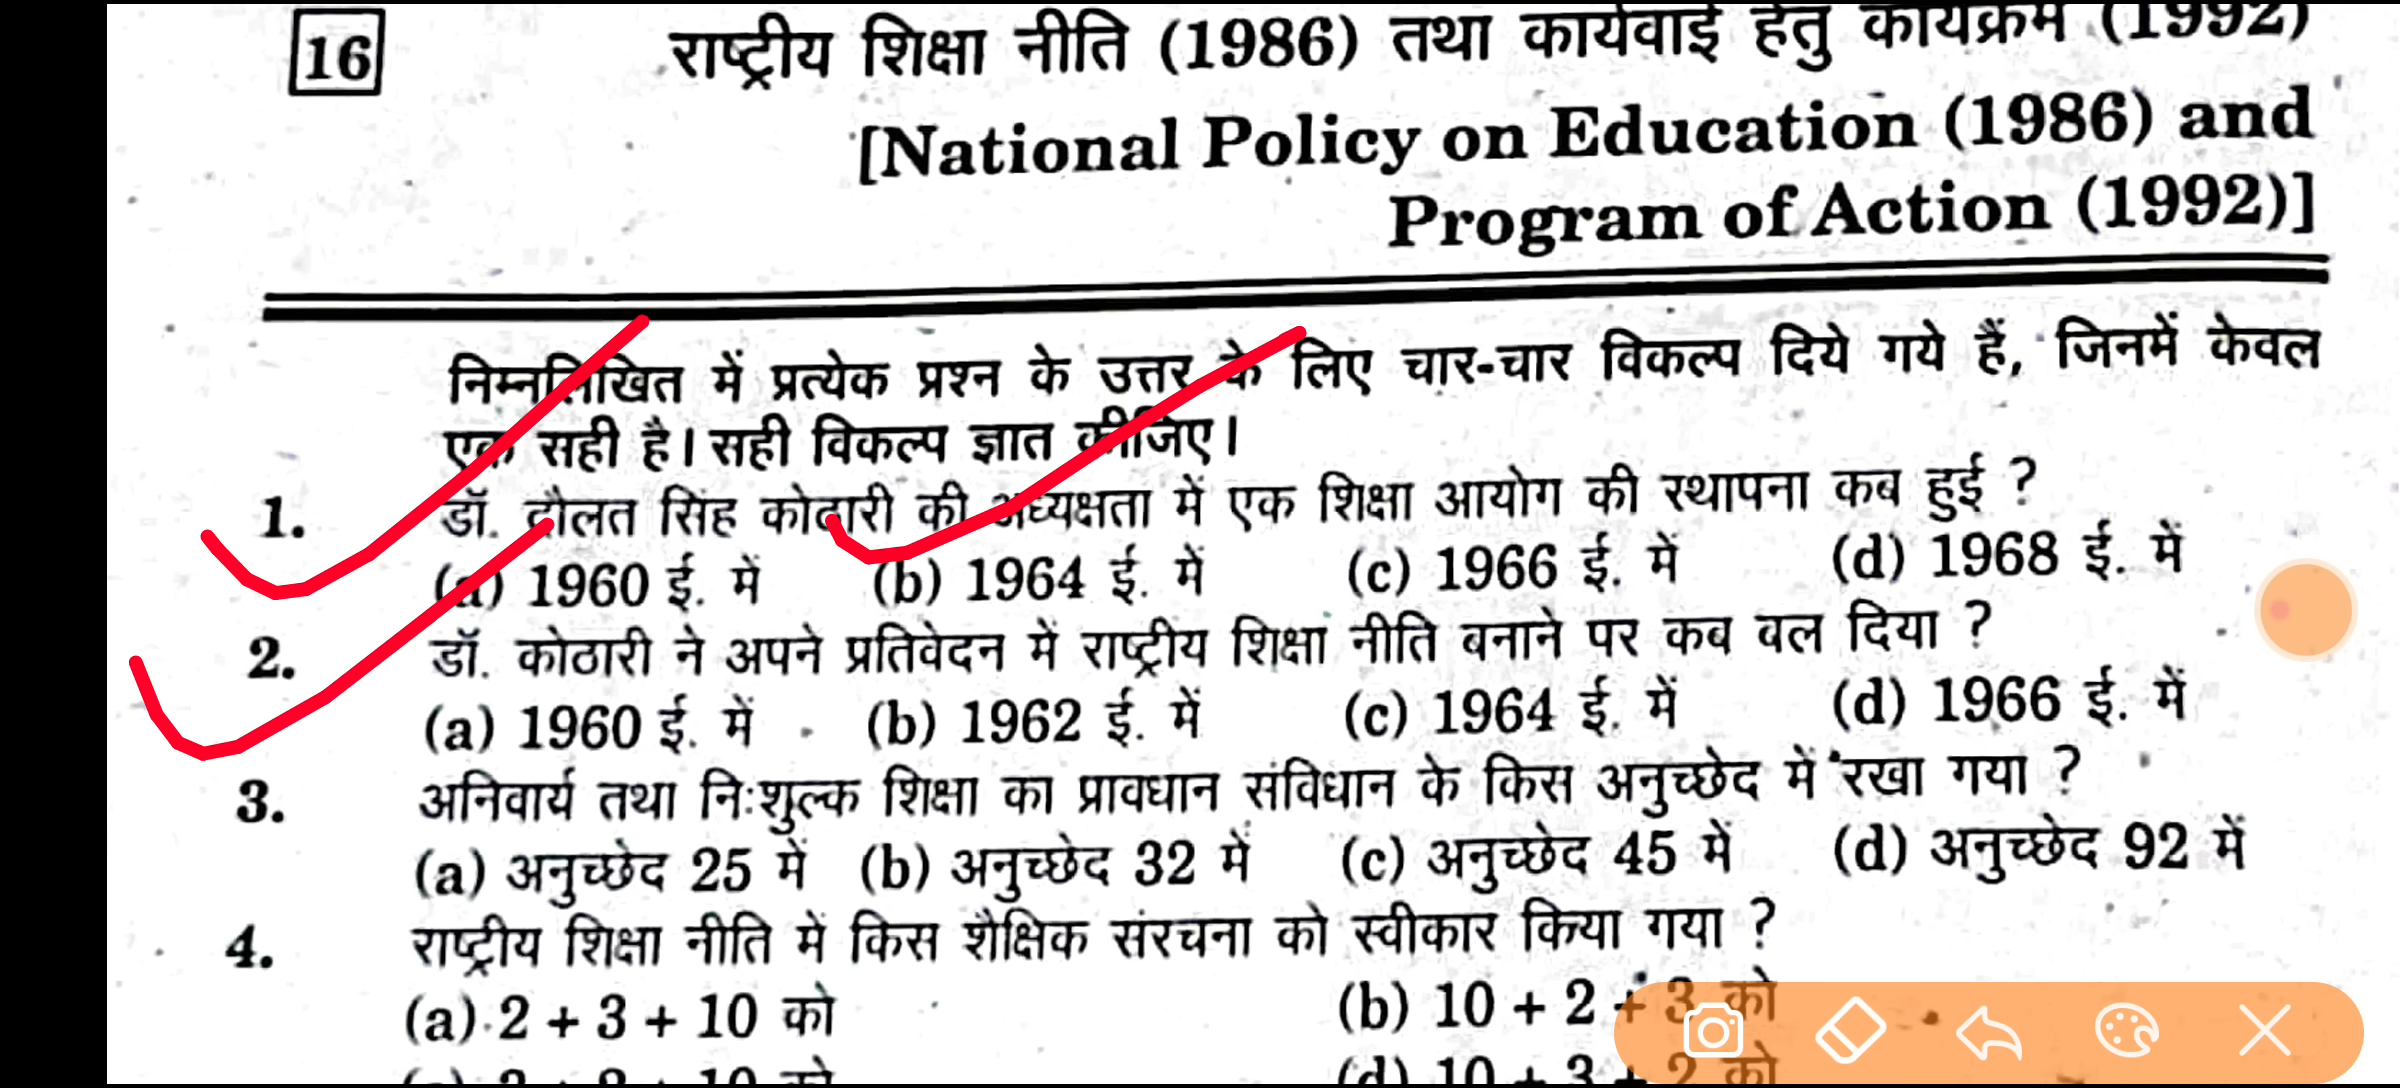 16
राष्ट्रीय शिक्षा नीति (1986) तथा कार्यवाई हेतु कार्यक्रम (1992)
[National Policy on Education (1986) and
Program of Action (1992)]
निम्नलिखित में प्रत्येक प्रश्न के उत्तर के लिए चार-चार विकल्प दिये गये हैं, जिनमें केवल
एक सही है। सही विकल्प ज्ञात कीजिए।
1. डॉ. दौलत सिंह कोठारी की अध्यक्षता में एक शिक्षा आयोग की स्थापना कब हुई ?
(a) 1960 ई. में (b) 1964 ई. में (c) 1966 ई. में (d) 1968 ई. में
2. डॉ. कोठारी ने अपने प्रतिवेदन में राष्ट्रीय शिक्षा नीति बनाने पर कब बल दिया ?
(a) 1960 ई. में (b) 1962 ई. में (c) 1964 ई. में (d) 1966 ई. में
3. अनिवार्य तथा निःशुल्क शिक्षा का प्रावधान संविधान के किस अनुच्छेद में रखा गया ?
(a) अनुच्छेद 25 में (b) अनुच्छेद 32 में (c) अनुच्छेद 45 में (d) अनुच्छेद 92 में
4. राष्ट्रीय शिक्षा नीति में किस शैक्षिक संरचना को स्वीकार किया गया ?
(a) 2 + 3 + 10 को (b) 10 + 2 + 3 को
(d) 10 + 3 + 2 को